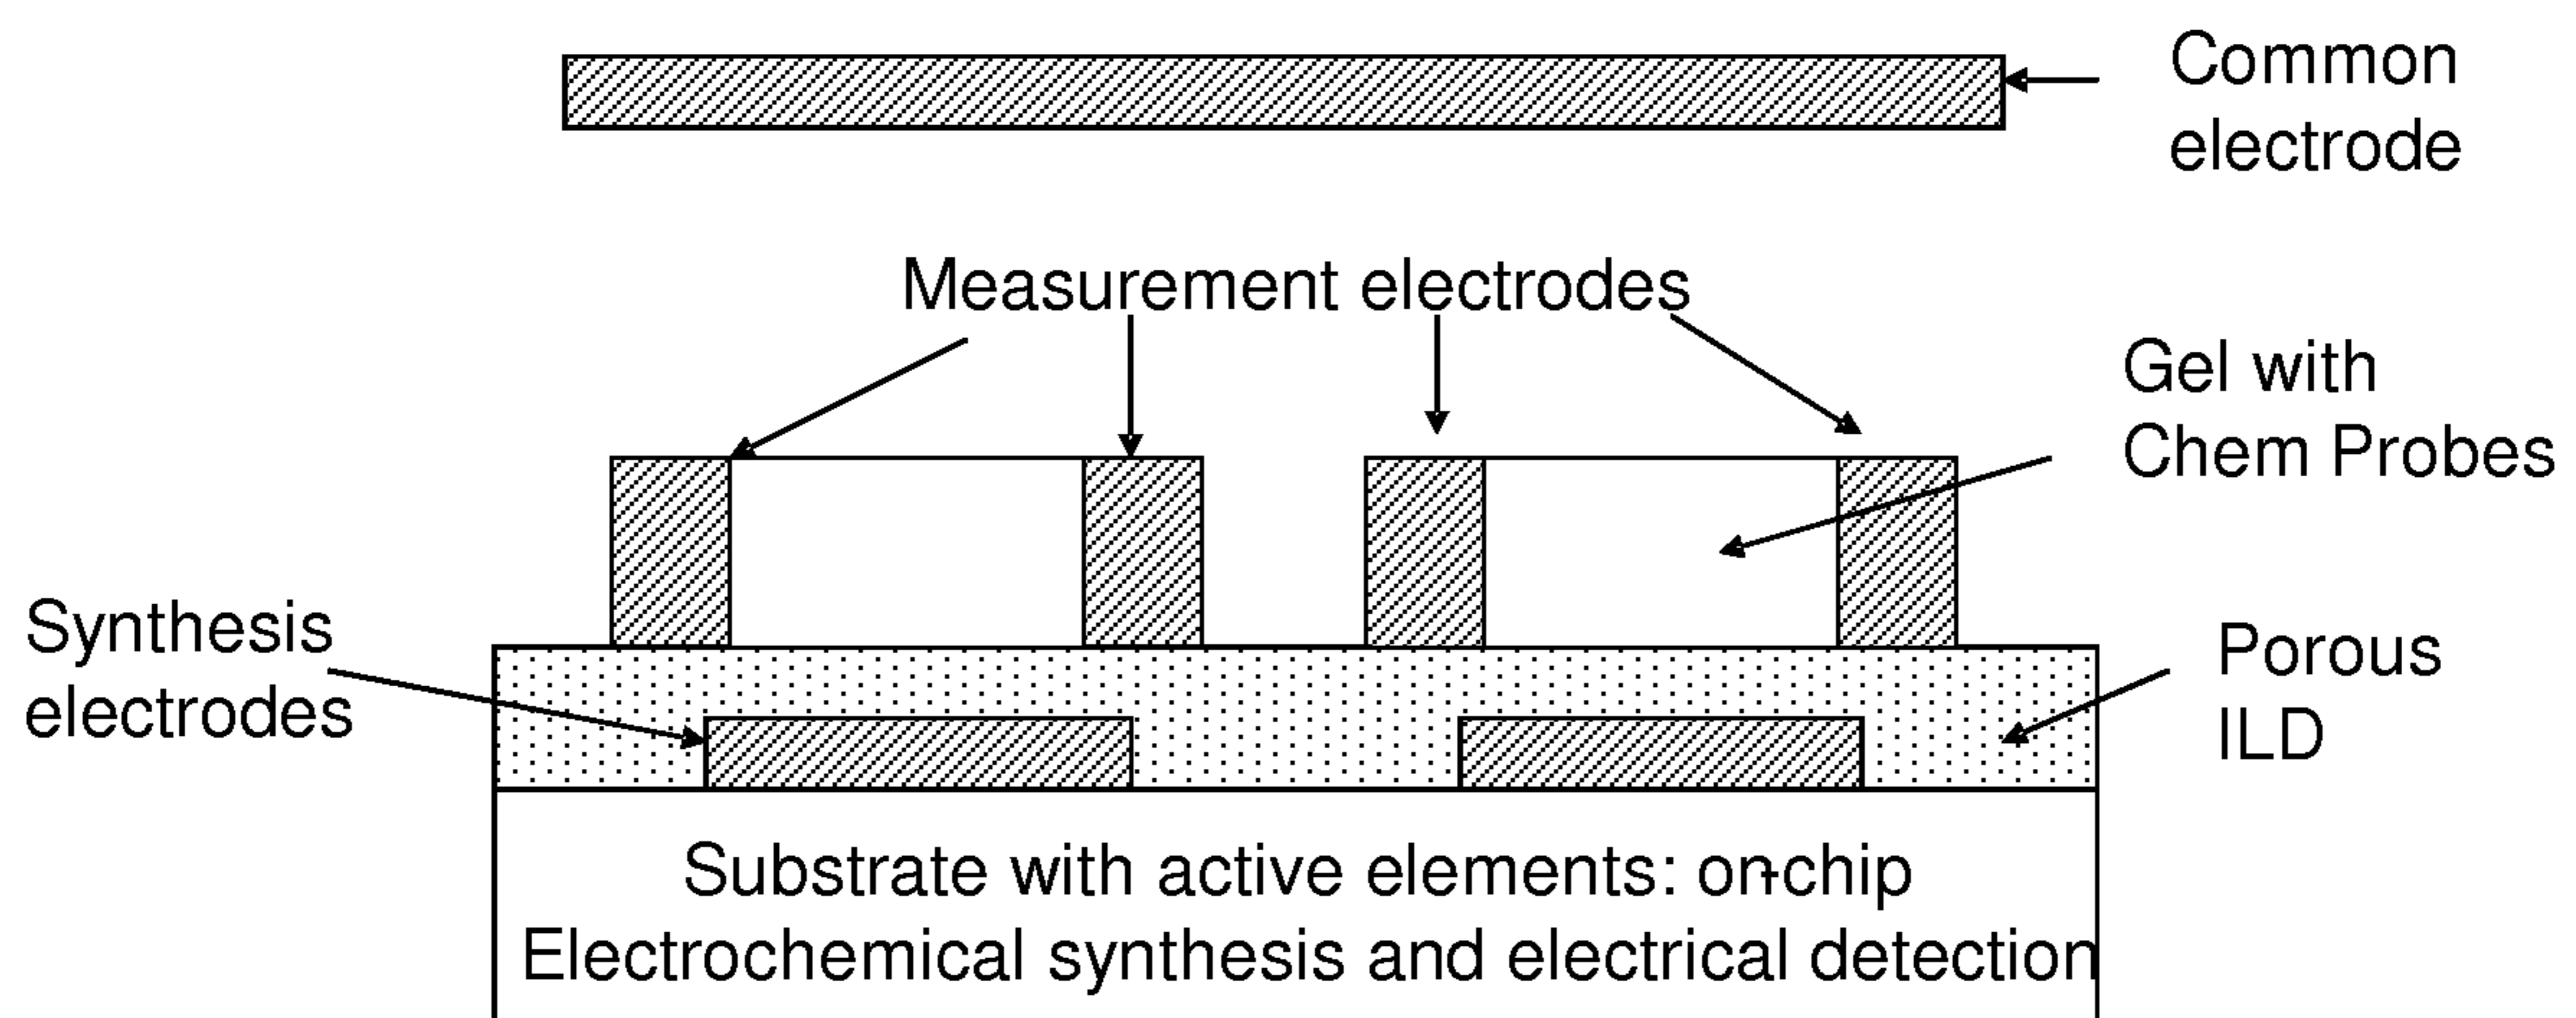 Common
electrode
Measurement electrodes
Gel with
Chem Probes
Synthesis
electrodes
Porous
ILD
Substrate with active elements: on-chip
Electrochemical synthesis and electrical detection